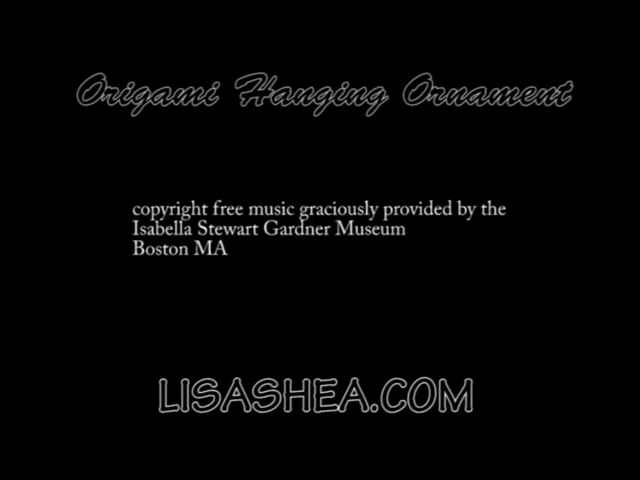 Origami Hanging Ornament
copyright free music graciously provided by the
Isabella Stewart Gardner Museum
Boston MA
LISASHEA.COM